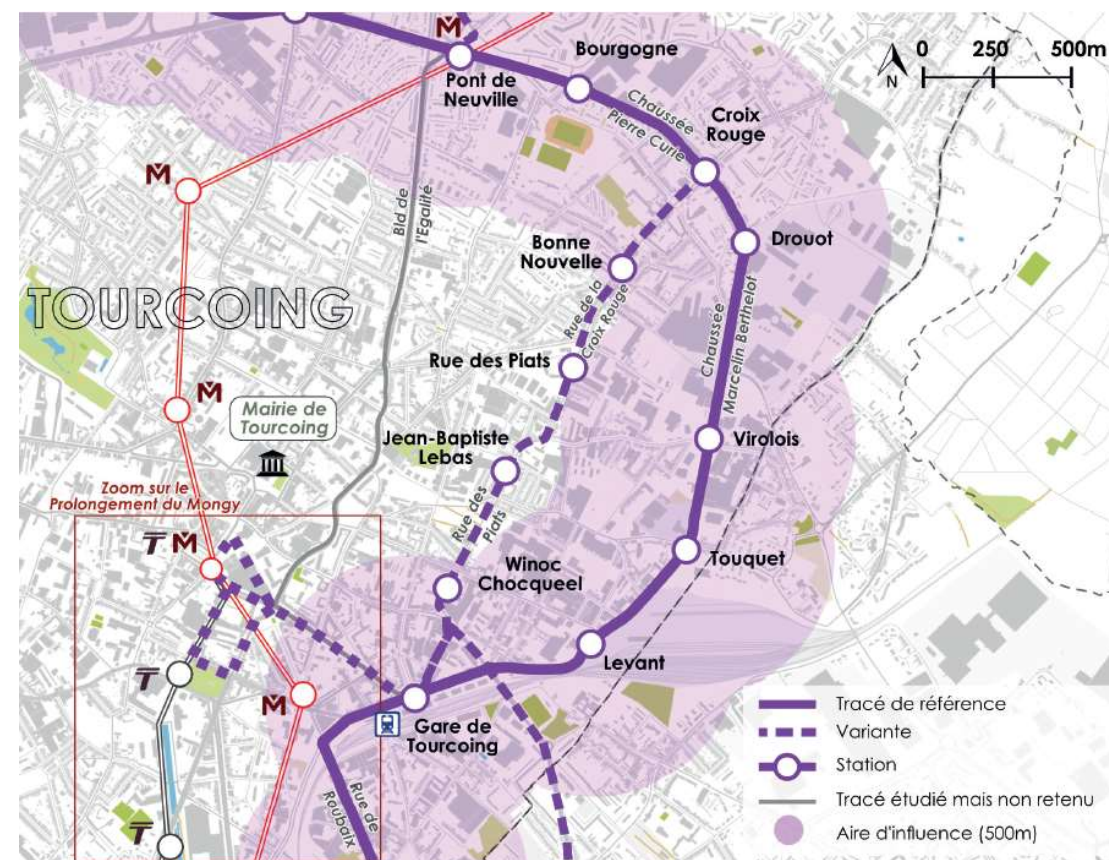 M
Bourgogne
0 250 500m
N
Pont de
Neuville
Chaussée
Pierre Curie
Croix
Rouge
M
Bld de
l'Egalité
Bonne
Nouvelle
Drouot
TOURCOING
Rue de la
Croix Rouge
Chaussée
Marcelin Berthelot
Rue des Piats
M
Mairie de
Tourcoing
Jean-Baptiste
Lebas
Virolois
Zoom sur le
Prolongement du Mongy
Rue des
Piats
T M
Winoc
Chocqueel
Touquet
Levant
T
M
Gare de
Tourcoing
Rue de
Roubaix
T
Tracé de référence
Variante
Station
Tracé étudié mais non retenu
Aire d'influence (500m)